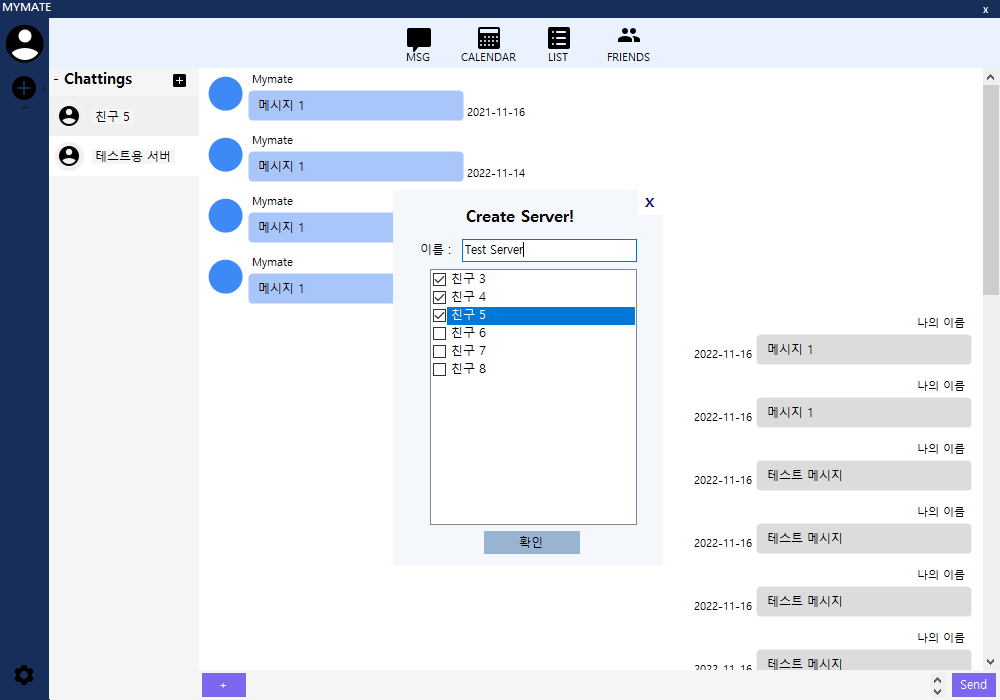 MYMATE
x
MSG
CALENDAR
LIST
FRIENDS
- Chattings
친구 5
테스트용 서버
Mymate
메시지 1
2021-11-16
Mymate
메시지 1
2022-11-14
Mymate
메시지 1
Mymate
메시지 1
X
Create Server!
이름 :
Test Server
친구 3
친구 4
친구 5
친구 6
친구 7
친구 8
확인
나의 이름
2022-11-16
메시지 1
나의 이름
2022-11-16
메시지 1
나의 이름
2022-11-16
테스트 메시지
나의 이름
2022-11-16
테스트 메시지
나의 이름
2022-11-16
테스트 메시지
나의 이름
2022-11-16
테스트 메시지
+
Send